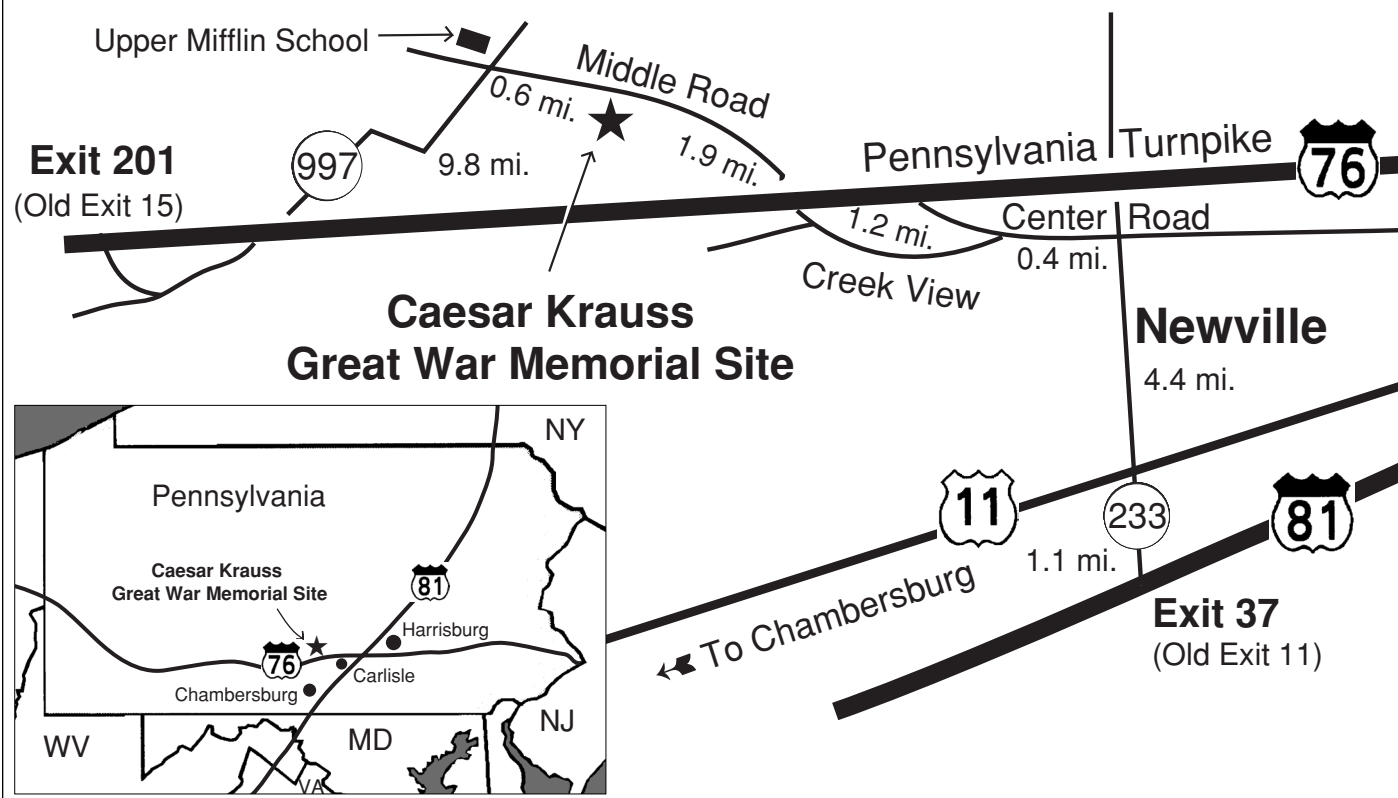 Upper Mifflin School
Middle Road
0.6 mi.
1.9 mi.
Exit 201
(Old Exit 15)
997
9.8 mi.
Pennsylvania Turnpike
76
1.2 mi.
Center Road
0.4 mi.
Creek View
Caesar Krauss
Great War Memorial Site
Newville
4.4 mi.
11
233
81
1.1 mi.
To Chambersburg
Exit 37
(Old Exit 11)
NY
Pennsylvania
Caesar Krauss
Great War Memorial Site
81
76
Harrisburg
Carlisle
Chambersburg
WV
MD
NJ
VA